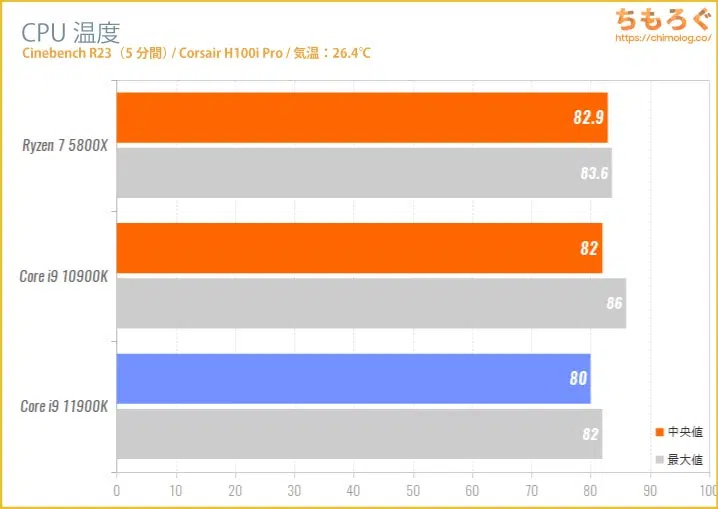 CPU 温度
ちもろぐ
Cinebench R23（5 分間）/ Corsair H100i Pro / 気温：26.4℃
https://chimolog.co/
Ryzen 7 5800X
82.9
83.6
Core i9 10900K
82
86
Core i9 11900K
80
82
中央値
最大値
0 10 20 30 40 50 60 70 80 90 100